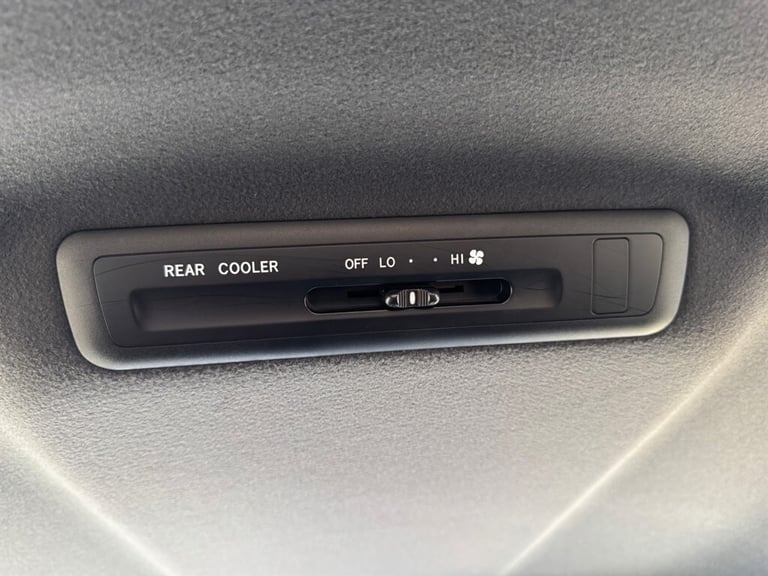 REAR COOLER OFF LO · · HI